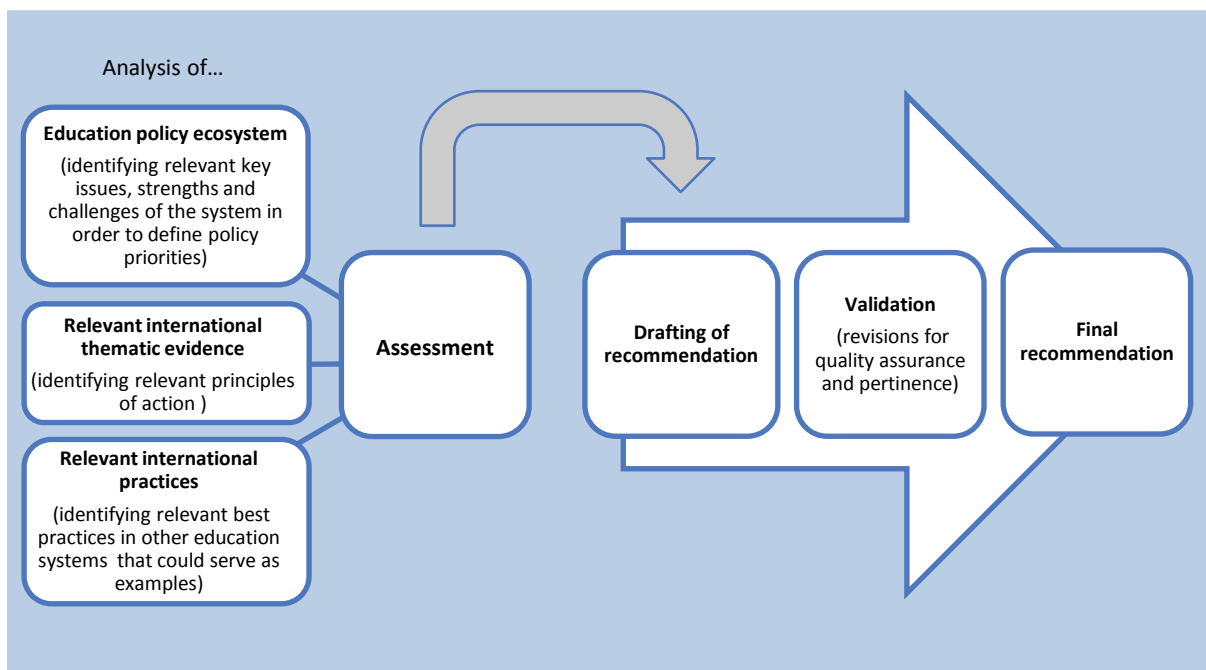 Analysis of…
Education policy ecosystem
(identifying relevant key
issues, strengths and
challenges of the system in
order to define policy
priorities)
Relevant international
thematic evidence
(identifying relevant principles
of action )
Relevant international
practices
(identifying relevant best
practices in other education
systems  that could serve as
examples)
Assessment
Drafting of
recommendation
Validation
(revisions for
quality assurance
and pertinence)
Final
recommendation